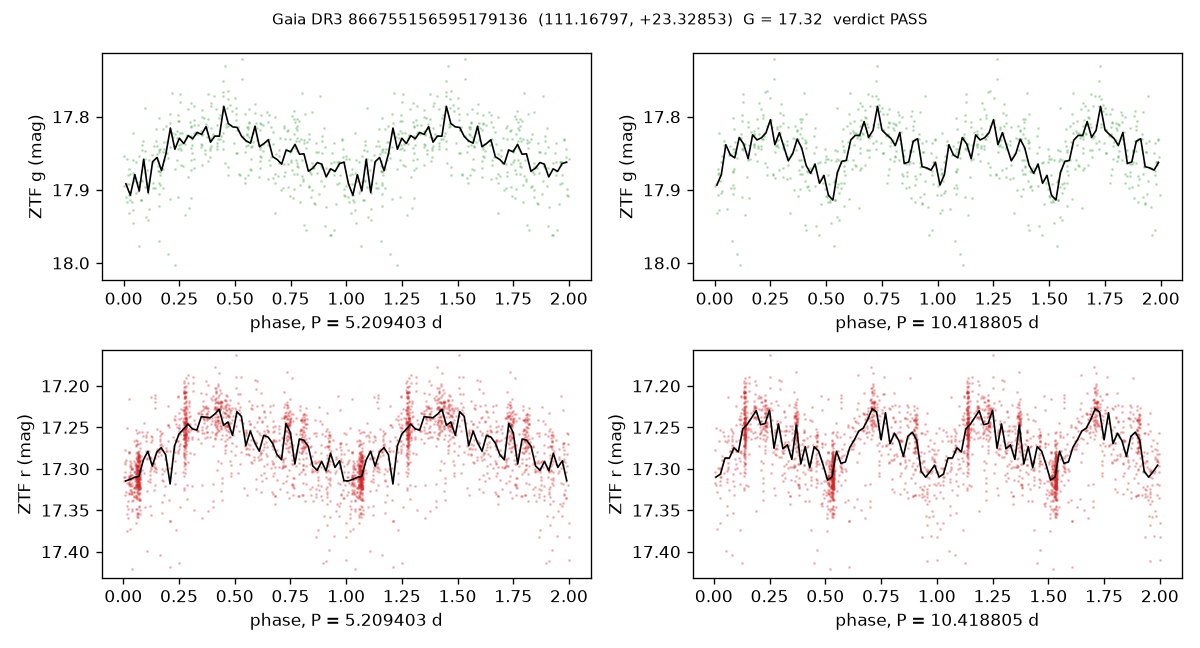 Gaia DR3 866755156595179136 (111.16797, +23.32853) G = 17.32 verdict PASS
ZTF g (mag)
17.8
17.9
18.0
0.00 0.25 0.50 0.75 1.00 1.25 1.50 1.75 2.00
phase, P = 5.209403 d
ZTF g (mag)
17.8
17.9
18.0
0.00 0.25 0.50 0.75 1.00 1.25 1.50 1.75 2.00
phase, P = 10.418805 d
ZTF r (mag)
17.20
17.25
17.30
17.35
17.40
0.00 0.25 0.50 0.75 1.00 1.25 1.50 1.75 2.00
phase, P = 5.209403 d
ZTF r (mag)
17.20
17.25
17.30
17.35
17.40
0.00 0.25 0.50 0.75 1.00 1.25 1.50 1.75 2.00
phase, P = 10.418805 d